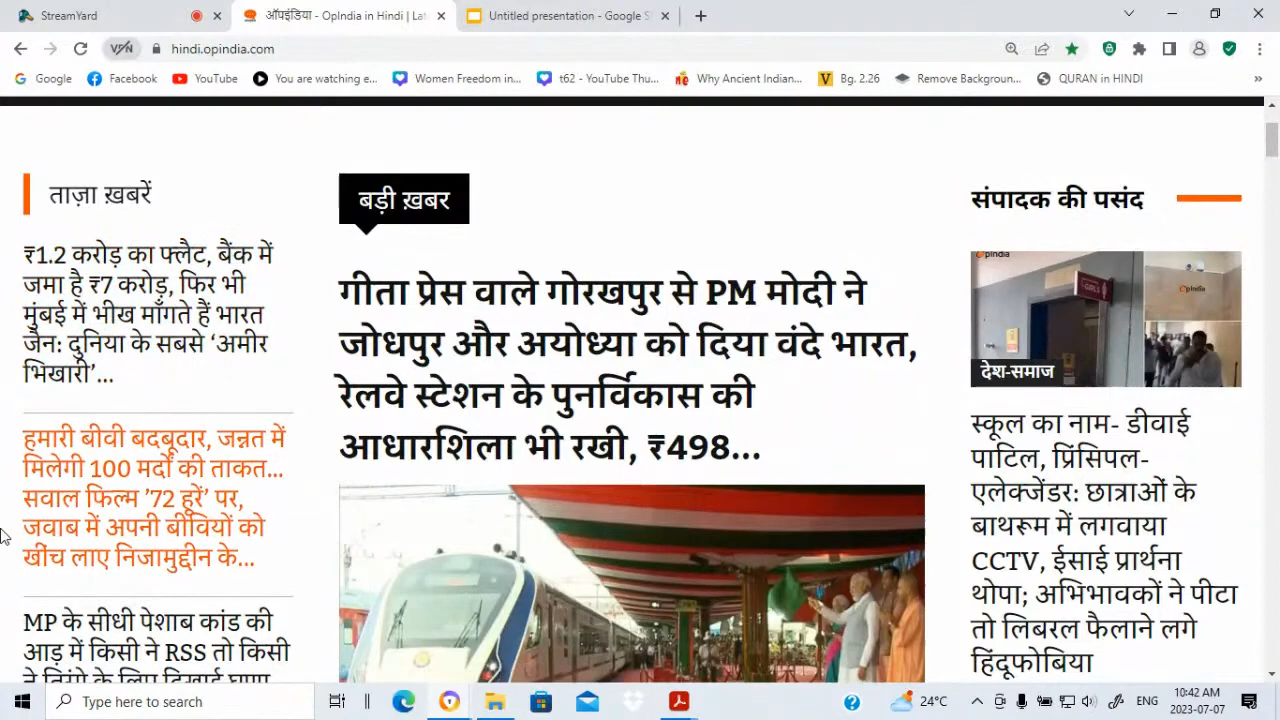 StreamYard
ऑपइंडिया - OpIndia in Hindi | Lat
Untitled presentation - Google S
VPN
hindi.opindia.com
Google
Facebook
YouTube
You are watching e...
Women Freedom in...
t62 - YouTube Thu...
Why Ancient Indian...
Bg. 2.26
Remove Backgroun...
QURAN in HINDI
»
ताज़ा ख़बरें
₹1.2 करोड़ का फ्लैट, बैंक में
जमा है ₹7 करोड़, फिर भी
मुंबई में भीख माँगते हैं भारत
जैन: दुनिया के सबसे ‘अमीर
भिखारी’...
हमारी बीवी बदबूदार, जन्नत में
मिलेगी 100 मर्दों की ताकत...
सवाल फिल्म ’72 हूरें’ पर,
जवाब में अपनी बीवियों को
खींच लाए निजामुद्दीन के...
MP के सीधी पेशाब कांड की
आड़ में किसी ने RSS तो किसी
ने तिरंगे के लिए दिखाई घृणा
बड़ी ख़बर
गीता प्रेस वाले गोरखपुर से PM मोदी ने
जोधपुर और अयोध्या को दिया वंदे भारत,
रेलवे स्टेशन के पुनर्विकास की
आधारशिला भी रखी, ₹498...
संपादक की पसंद
OpIndia
GIRLS
OpIndia
देश-समाज
स्कूल का नाम- डीवाई
पाटिल, प्रिंसिपल-
एलेक्जेंडर: छात्राओं के
बाथरूम में लगवाया
CCTV, ईसाई प्रार्थना
थोपा; अभिभावकों ने पीटा
तो लिबरल फैलाने लगे
हिंदूफोबिया
Type here to search
24°C
ENG
10:42 AM
2023-07-07